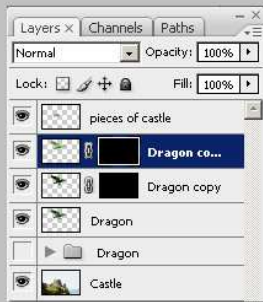 Layers × Channels Paths
Normal Opacity: 100%
Lock: Fill: 100%
pieces of castle
Dragon co...
Dragon copy
Dragon
Dragon
Castle